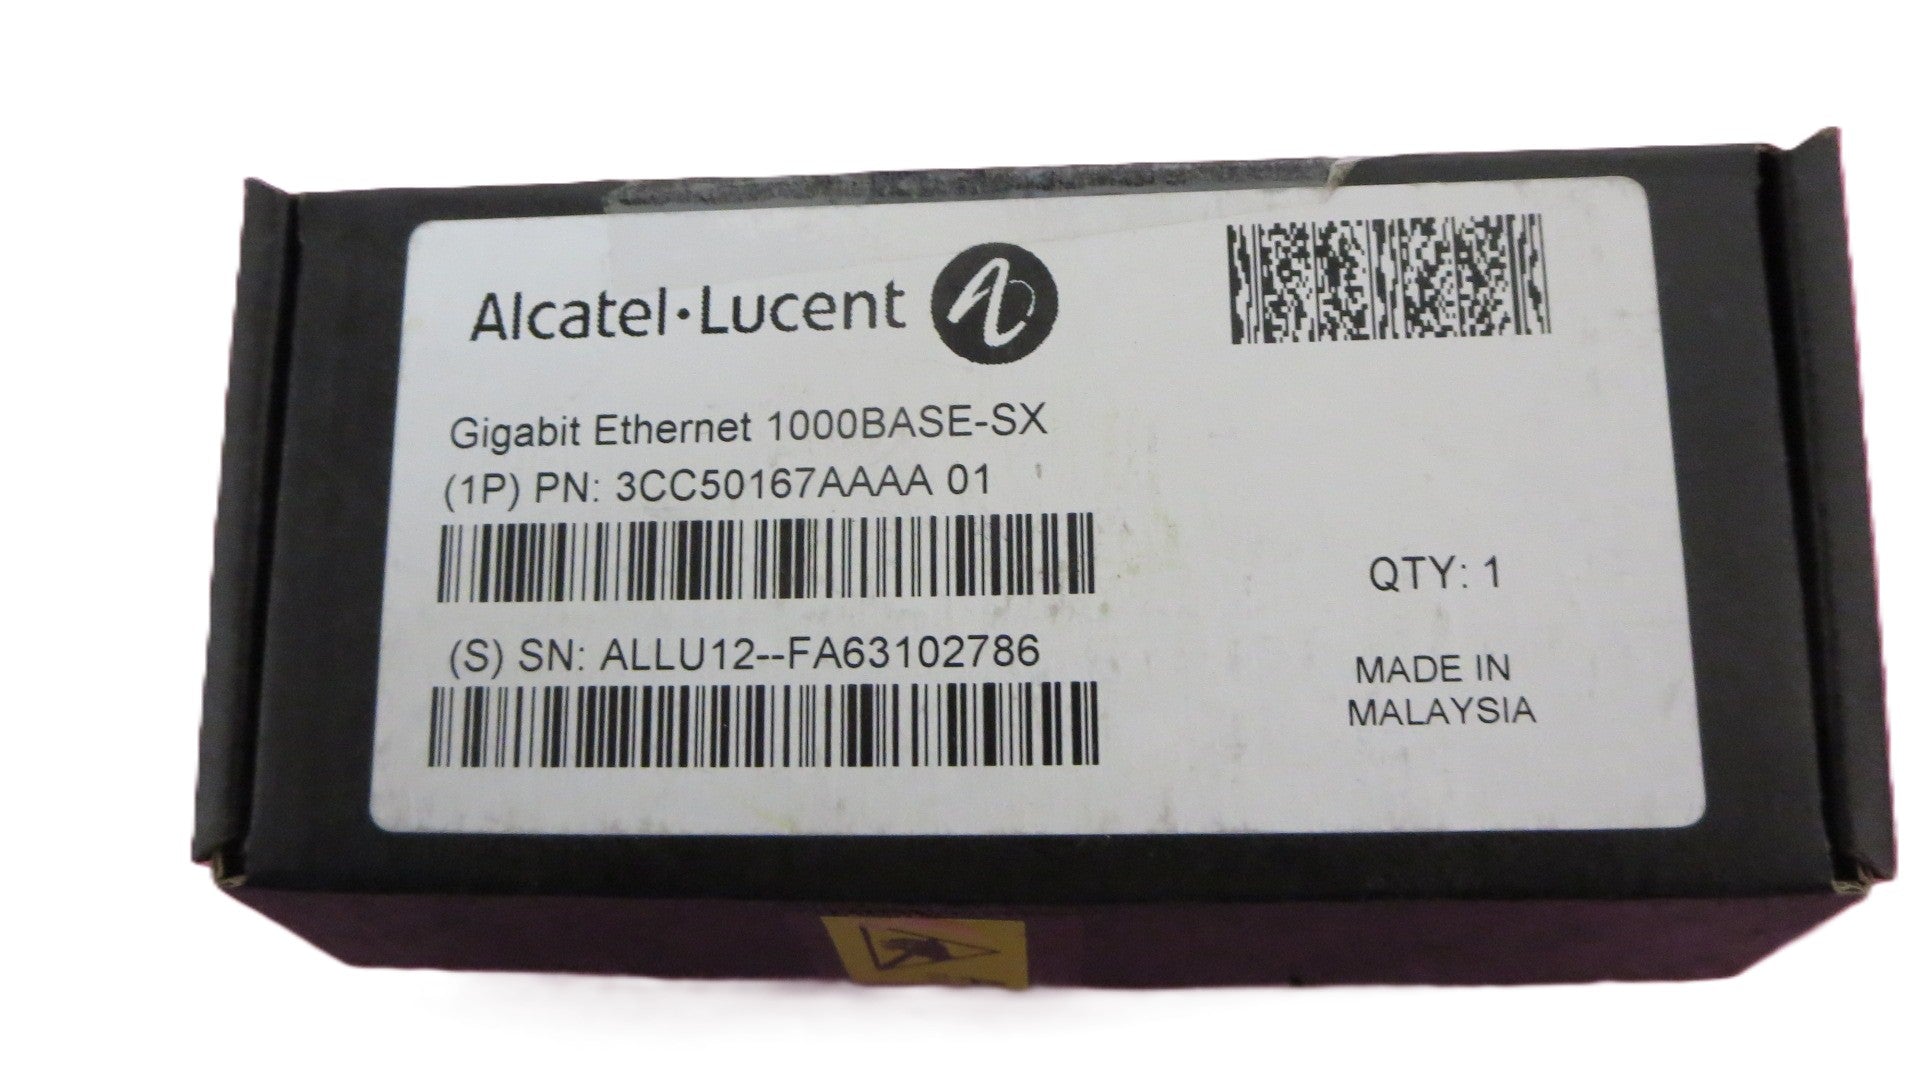 Alcatel·Lucent
Gigabit Ethernet 1000BASE-SX
(1P) PN: 3CC50167AAAA 01
(S) SN: ALLU12--FA63102786
QTY: 1
MADE IN
MALAYSIA